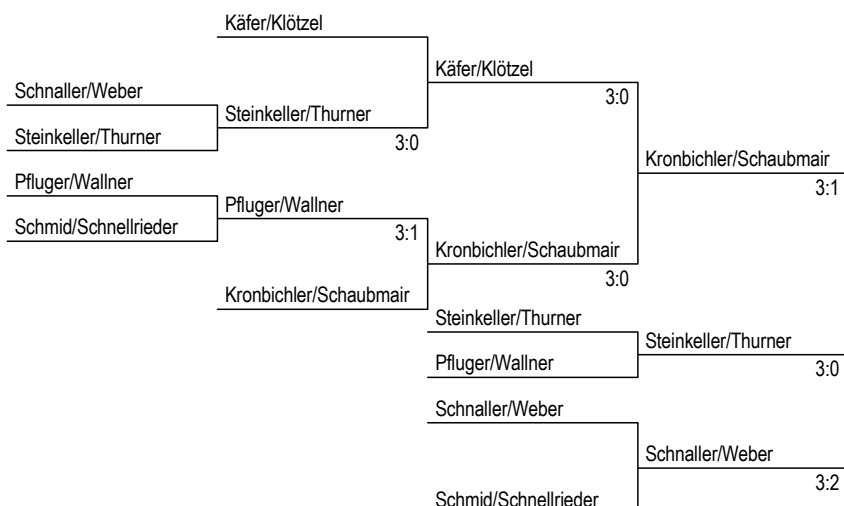 Käfer/Klötzel
Käfer/Klötzel
3:0
Schnaller/Weber
Steinkeller/Thurner
3:0
Steinkeller/Thurner
Kronbichler/Schaubmair
3:1
Pfluger/Wallner
Pfluger/Wallner
3:1
Schmid/Schnellrieder
Kronbichler/Schaubmair
3:0
Kronbichler/Schaubmair
Steinkeller/Thurner
Steinkeller/Thurner
3:0
Pfluger/Wallner
Schnaller/Weber
Schnaller/Weber
3:2
Schmid/Schnellrieder